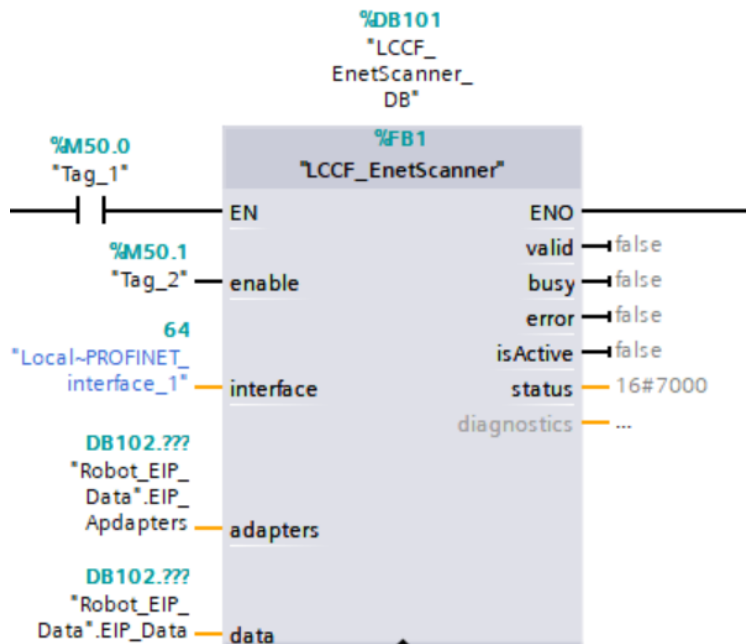 %DB101
"LCCF_
EnetScanner_
DB"
%M50.0
"Tag_1"
%FB1
"LCCF_EnetScanner"
EN
ENO
valid
false
%M50.1
"Tag_2"
enable
busy
false
error
false
64
"Local~PROFINET_
interface_1"
interface
isActive
false
status
16#7000
diagnostics
...
DB102.???
"Robot_EIP_
Data".EIP_
Apdapters
adapters
DB102.???
"Robot_EIP_
Data".EIP_Data
data